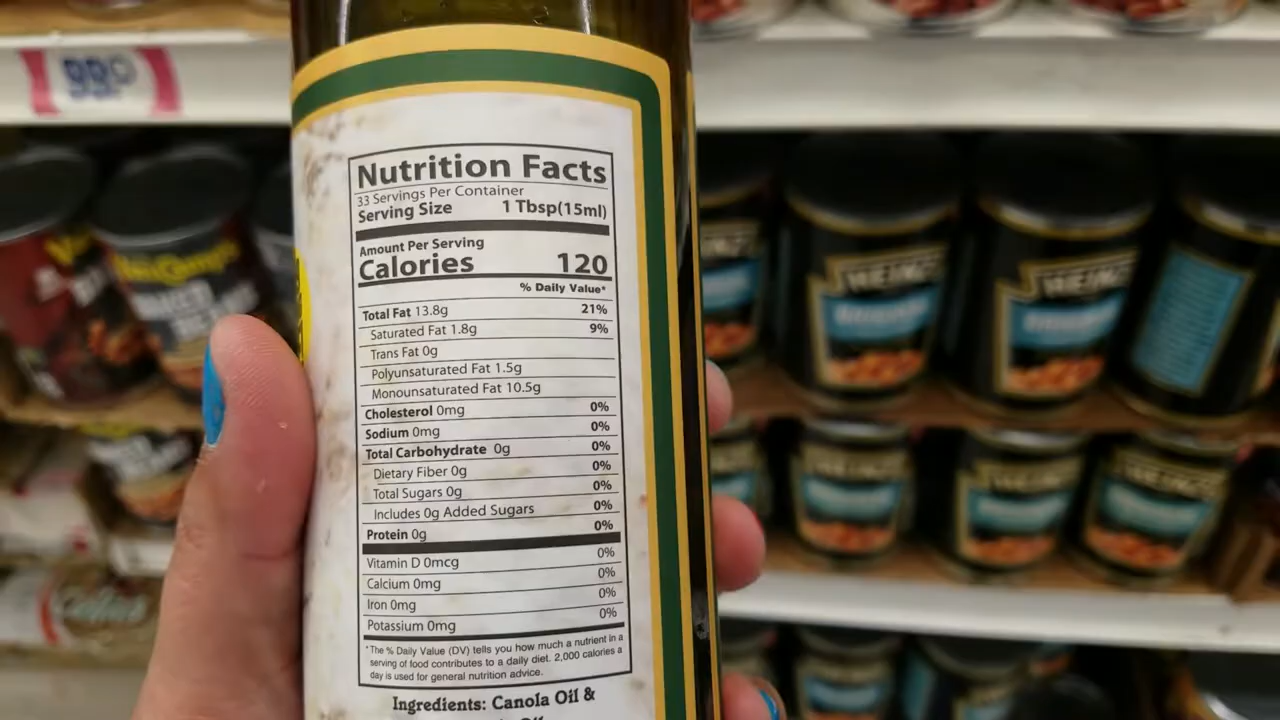 99¢
Nutrition Facts
33 Servings Per Container
Serving Size 1 Tbsp(15ml)
Amount Per Serving
Calories 120
% Daily Value*
Total Fat 13.8g 21%
Saturated Fat 1.8g 9%
Trans Fat 0g
Polyunsaturated Fat 1.5g
Monounsaturated Fat 10.5g
Cholesterol 0mg 0%
Sodium 0mg 0%
Total Carbohydrate 0g 0%
Dietary Fiber 0g 0%
Total Sugars 0g 0%
Includes 0g Added Sugars 0%
Protein 0g 0%
Vitamin D 0mcg 0%
Calcium 0mg 0%
Iron 0mg 0%
Potassium 0mg 0%
*The % Daily Value (DV) tells you how much a nutrient in a
serving of food contributes to a daily diet. 2,000 calories a
day is used for general nutrition advice.
Ingredients: Canola Oil &
HEINZ
HEINZ
HEINZ
HEINZ
HEINZ